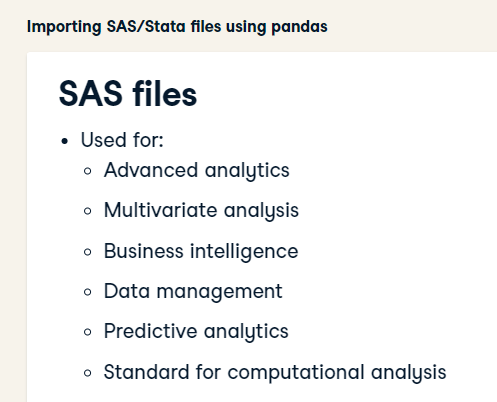 Importing SAS/Stata files using pandas
SAS files
• Used for:
○ Advanced analytics
○ Multivariate analysis
○ Business intelligence
○ Data management
○ Predictive analytics
○ Standard for computational analysis